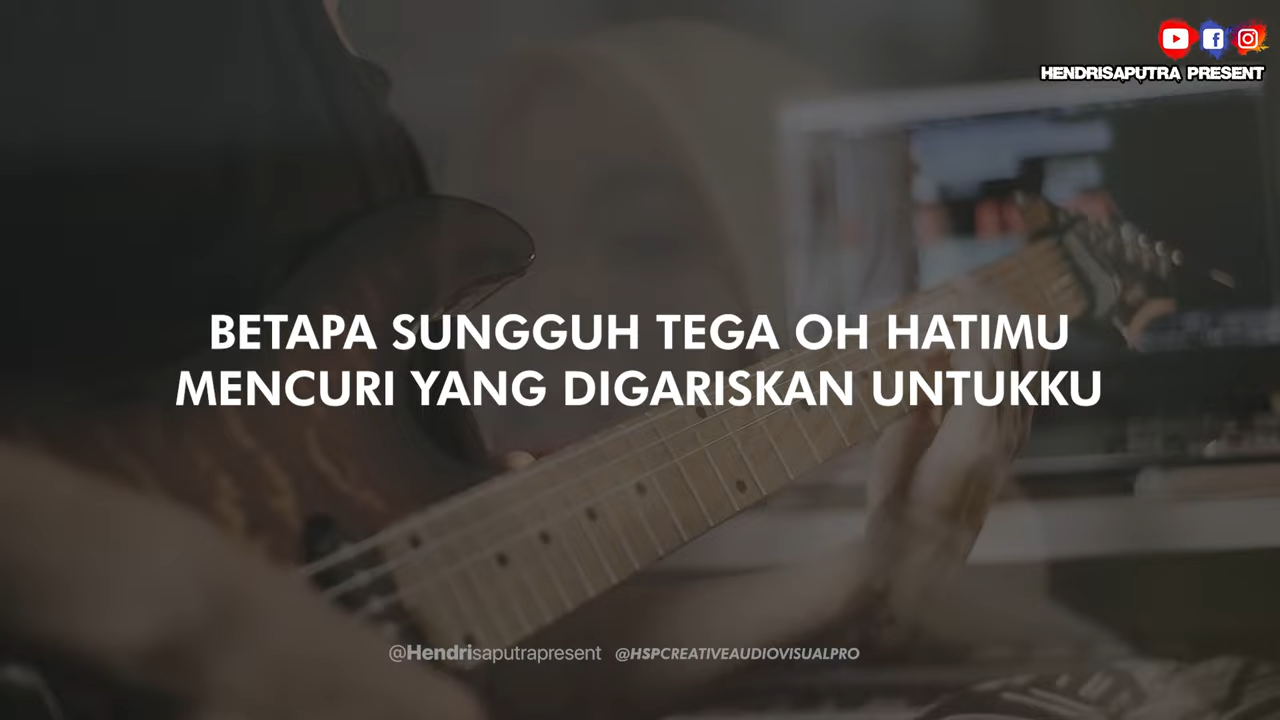 HENDRISAPUTRA PRESENT
BETAPA SUNGGUH TEGA OH HATIMU
MENCURI YANG DIGARISKAN UNTUKKU
@Hendrisaputrapresent @HSPCREATIVEAUDIOVISUALPRO